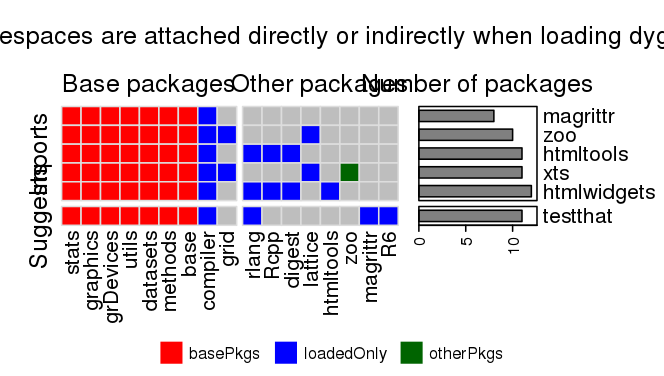 espaces are attached directly or indirectly when loading dyg
Base packages
Other packages
Number of packages
Imports
Suggests
magrittr
zoo
htmltools
xts
htmlwidgets
testthat
stats
graphics
grDevices
utils
datasets
methods
base
compiler
grid
rlang
Rcpp
digest
lattice
htmltools
zoo
magrittr
R6
0
5
10
basePkgs
loadedOnly
otherPkgs